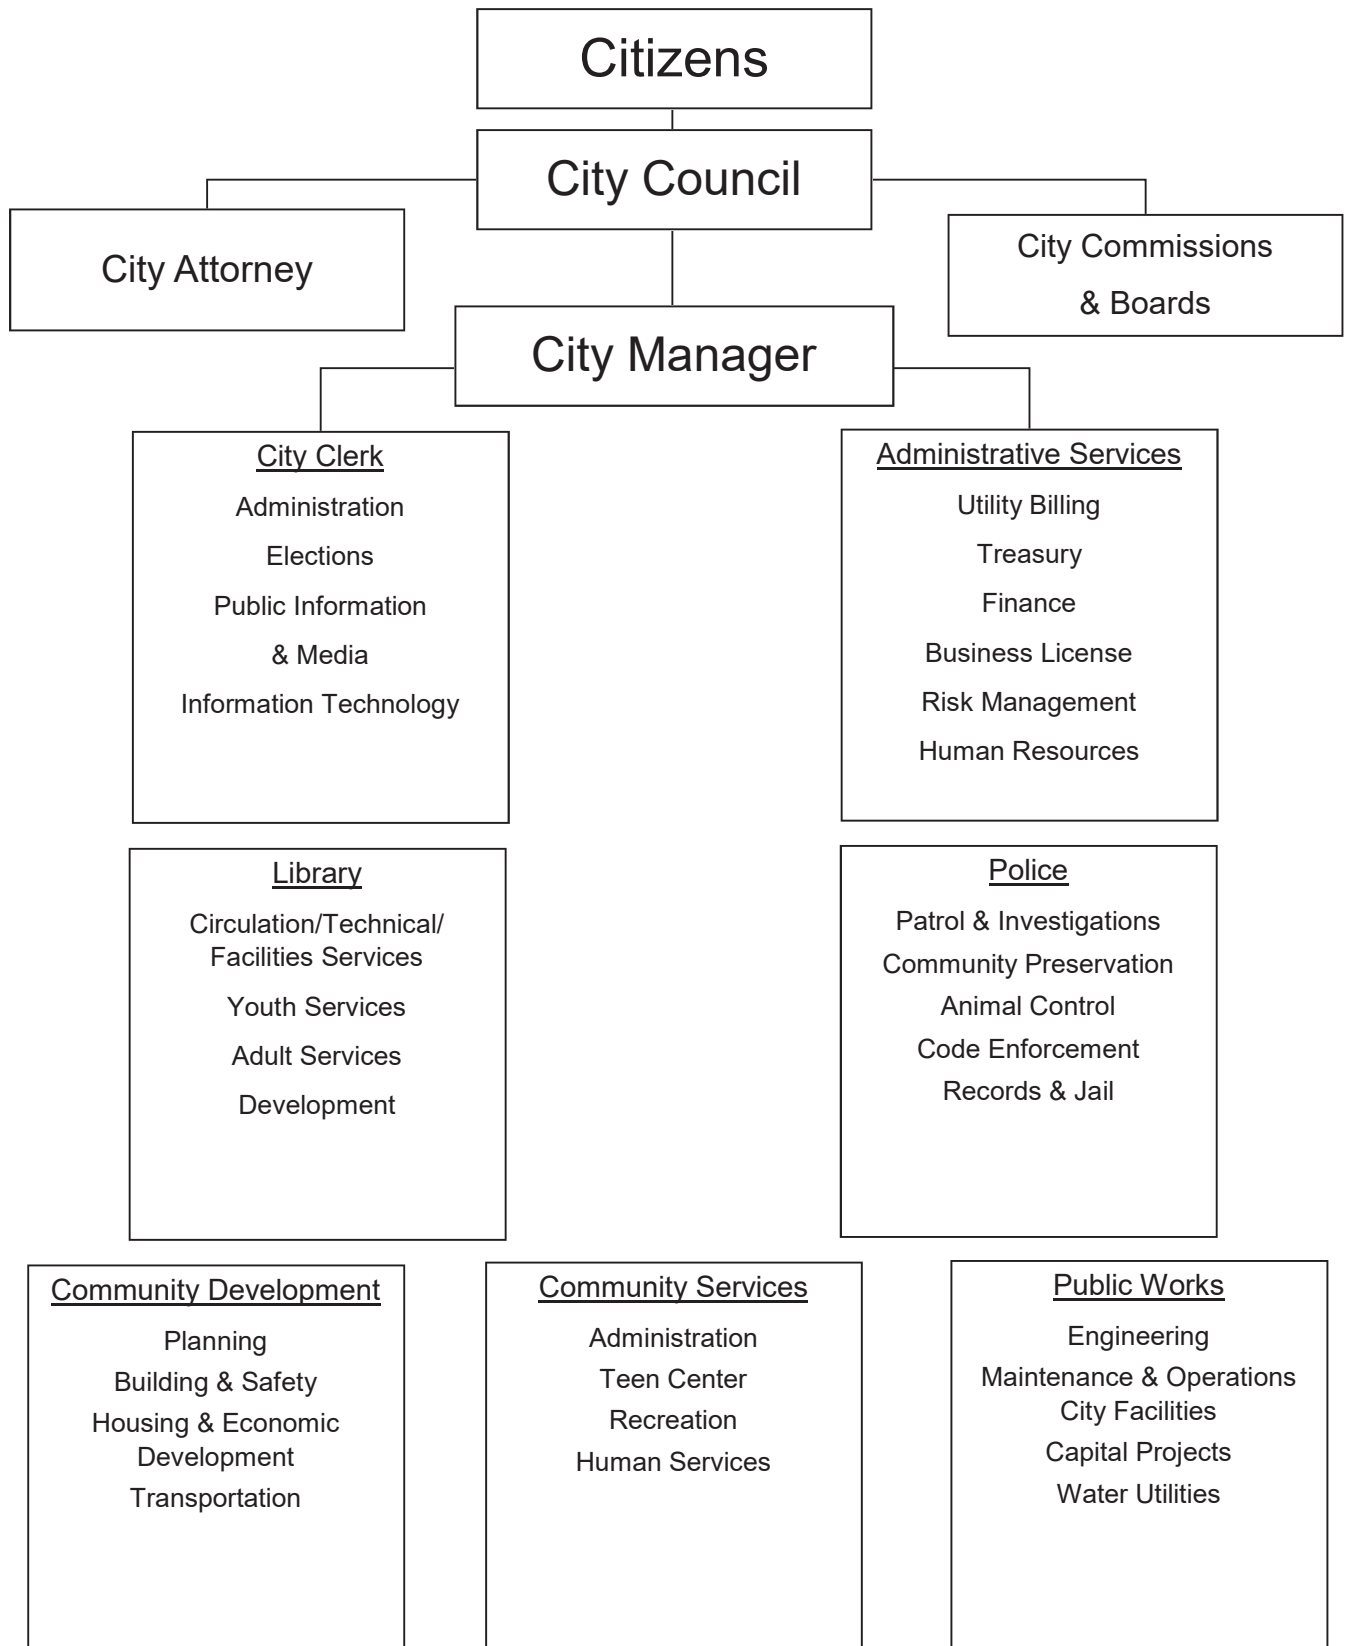 Citizens
City Council
City Attorney
City Commissions
& Boards
City Manager
City Clerk
Administration
Elections
Public Information
& Media
Information Technology
Administrative Services
Utility Billing
Treasury
Finance
Business License
Risk Management
Human Resources
Library
Circulation/Technical/
Facilities Services
Youth Services
Adult Services
Development
Police
Patrol & Investigations
Community Preservation
Animal Control
Code Enforcement
Records & Jail
Community Development
Planning
Building & Safety
Housing & Economic
Development
Transportation
Community Services
Administration
Teen Center
Recreation
Human Services
Public Works
Engineering
Maintenance & Operations
City Facilities
Capital Projects
Water Utilities